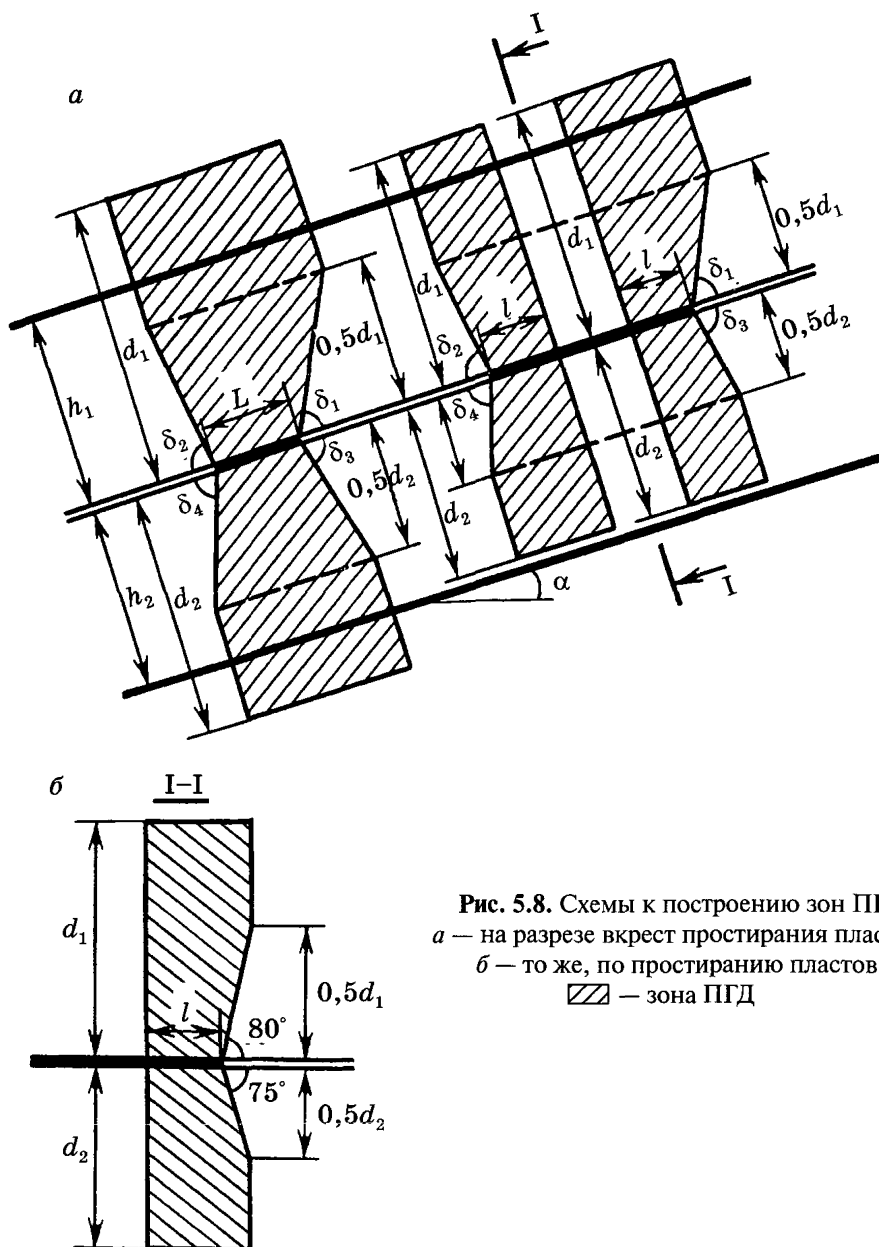 I
а
d₁
d₁
d₁
0,5d₁
h₁
0,5d₁
l
l
δ₁
δ₂
δ₃
0,5d₂
L
δ₁
δ₂
δ₃
δ₄
δ₄
0,5d₂
d₂
d₂
h₂
d₂
α
I
б
I–I
d₁
0,5d₁
l
80°
75°
d₂
0,5d₂
Рис. 5.8. Схемы к построению зон
а — на разрезе вкрест простирания
б — то же, по простиранию пластов
— зона ПГД